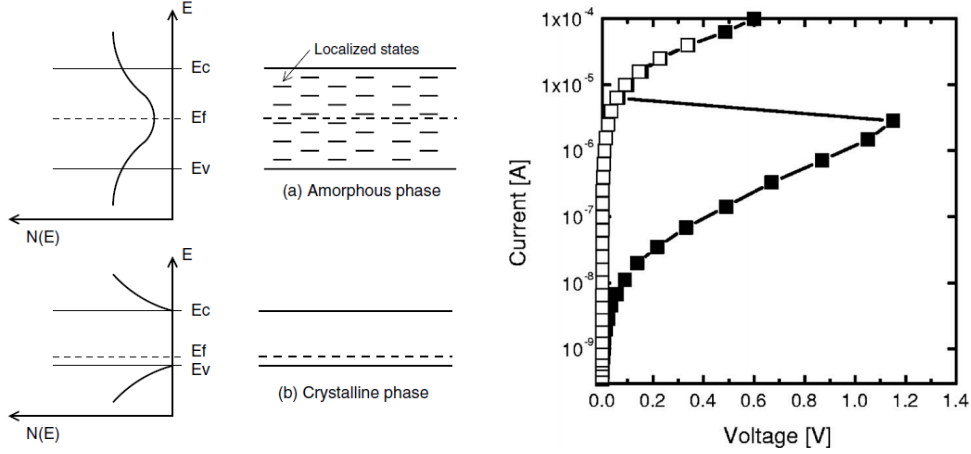 E
Ec
Ef
Ev
N(E)
Localized states
(a) Amorphous phase
E
Ec
Ef
Ev
N(E)
(b) Crystalline phase
1x10⁻⁴
1x10⁻⁵
10⁻⁶
10⁻⁷
10⁻⁸
10⁻⁹
Current [A]
0.0 0.2 0.4 0.6 0.8 1.0 1.2 1.4
Voltage [V]